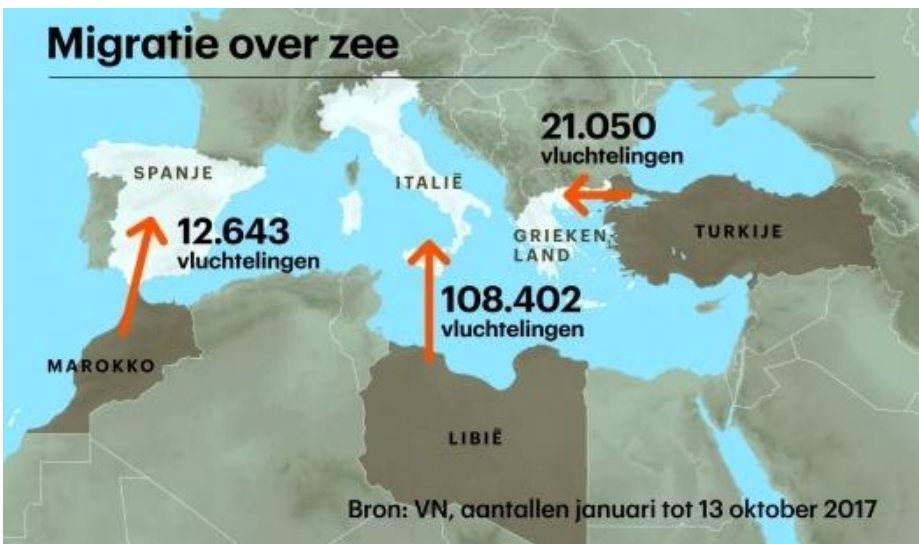 Migratie over zee
21.050
vluchtelingen
SPANJE
ITALIË
12.643
vluchtelingen
GRIEKEN-
LAND
TURKIJE
108.402
vluchtelingen
MAROKKO
LIBIË
Bron: VN, aantallen januari tot 13 oktober 2017